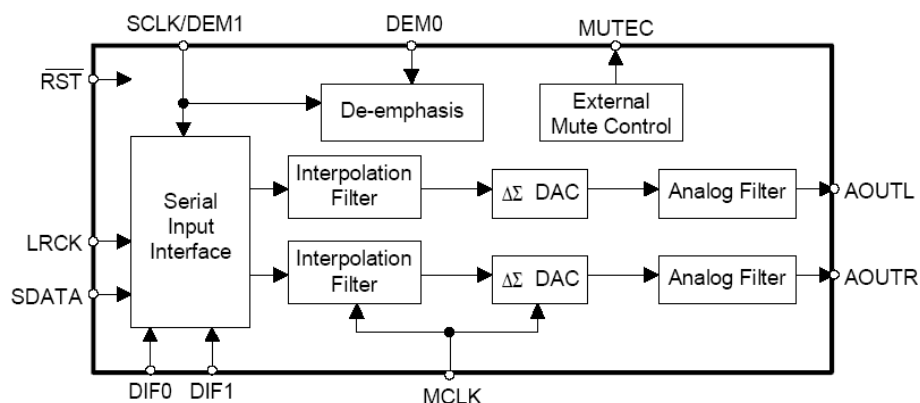 SCLK/DEM1
DEM0
MUTEC
RST
De-emphasis
External
Mute Control
Serial
Input
Interface
Interpolation
Filter
ΔΣ DAC
Analog Filter
AOUTL
LRCK
Interpolation
Filter
ΔΣ DAC
Analog Filter
AOUTR
SDATA
DIF0
DIF1
MCLK